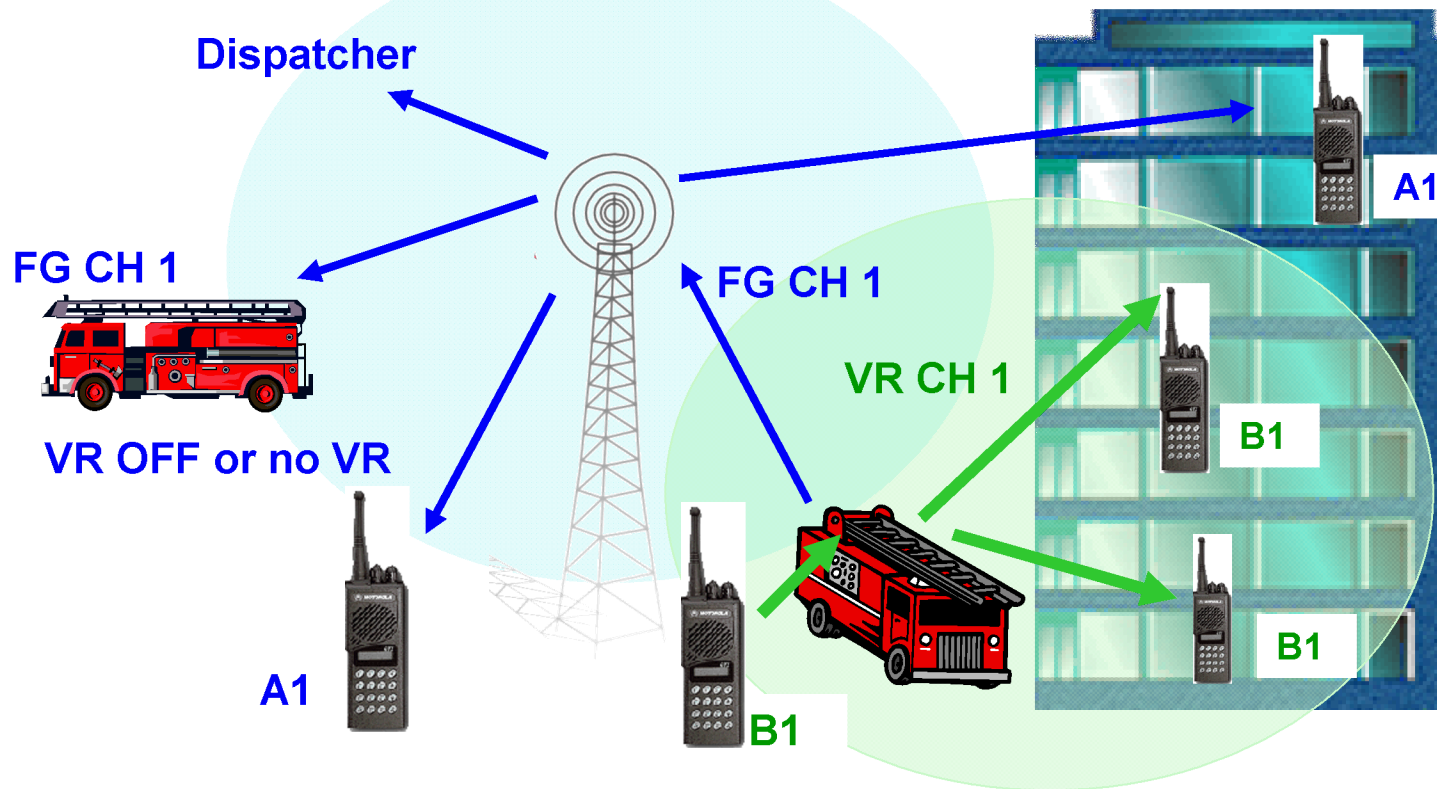 Dispatcher
A1
FG CH 1
FG CH 1
VR CH 1
B1
VR OFF or no VR
B1
A1
B1